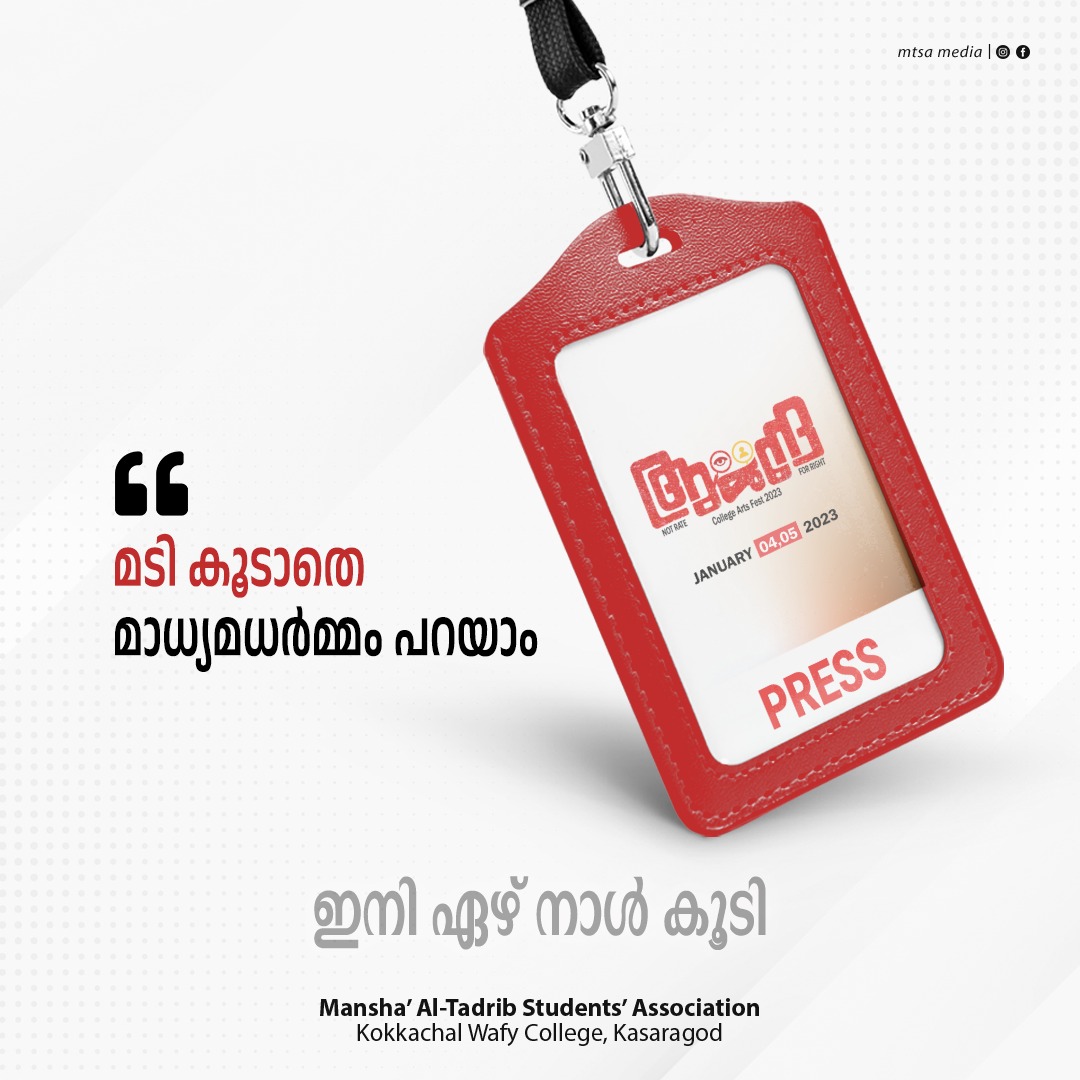 mtsa media |
NOT RATE
FOR RIGHT
College Arts Fest 2023
JANUARY 04,05 2023
PRESS
മടി കൂടാതെ
മാധ്യമധർമ്മം പറയാം
ഇനി ഏഴ് നാൾ കൂടി
Mansha’ Al-Tadrib Students’ Association
Kokkachal Wafy College, Kasaragod